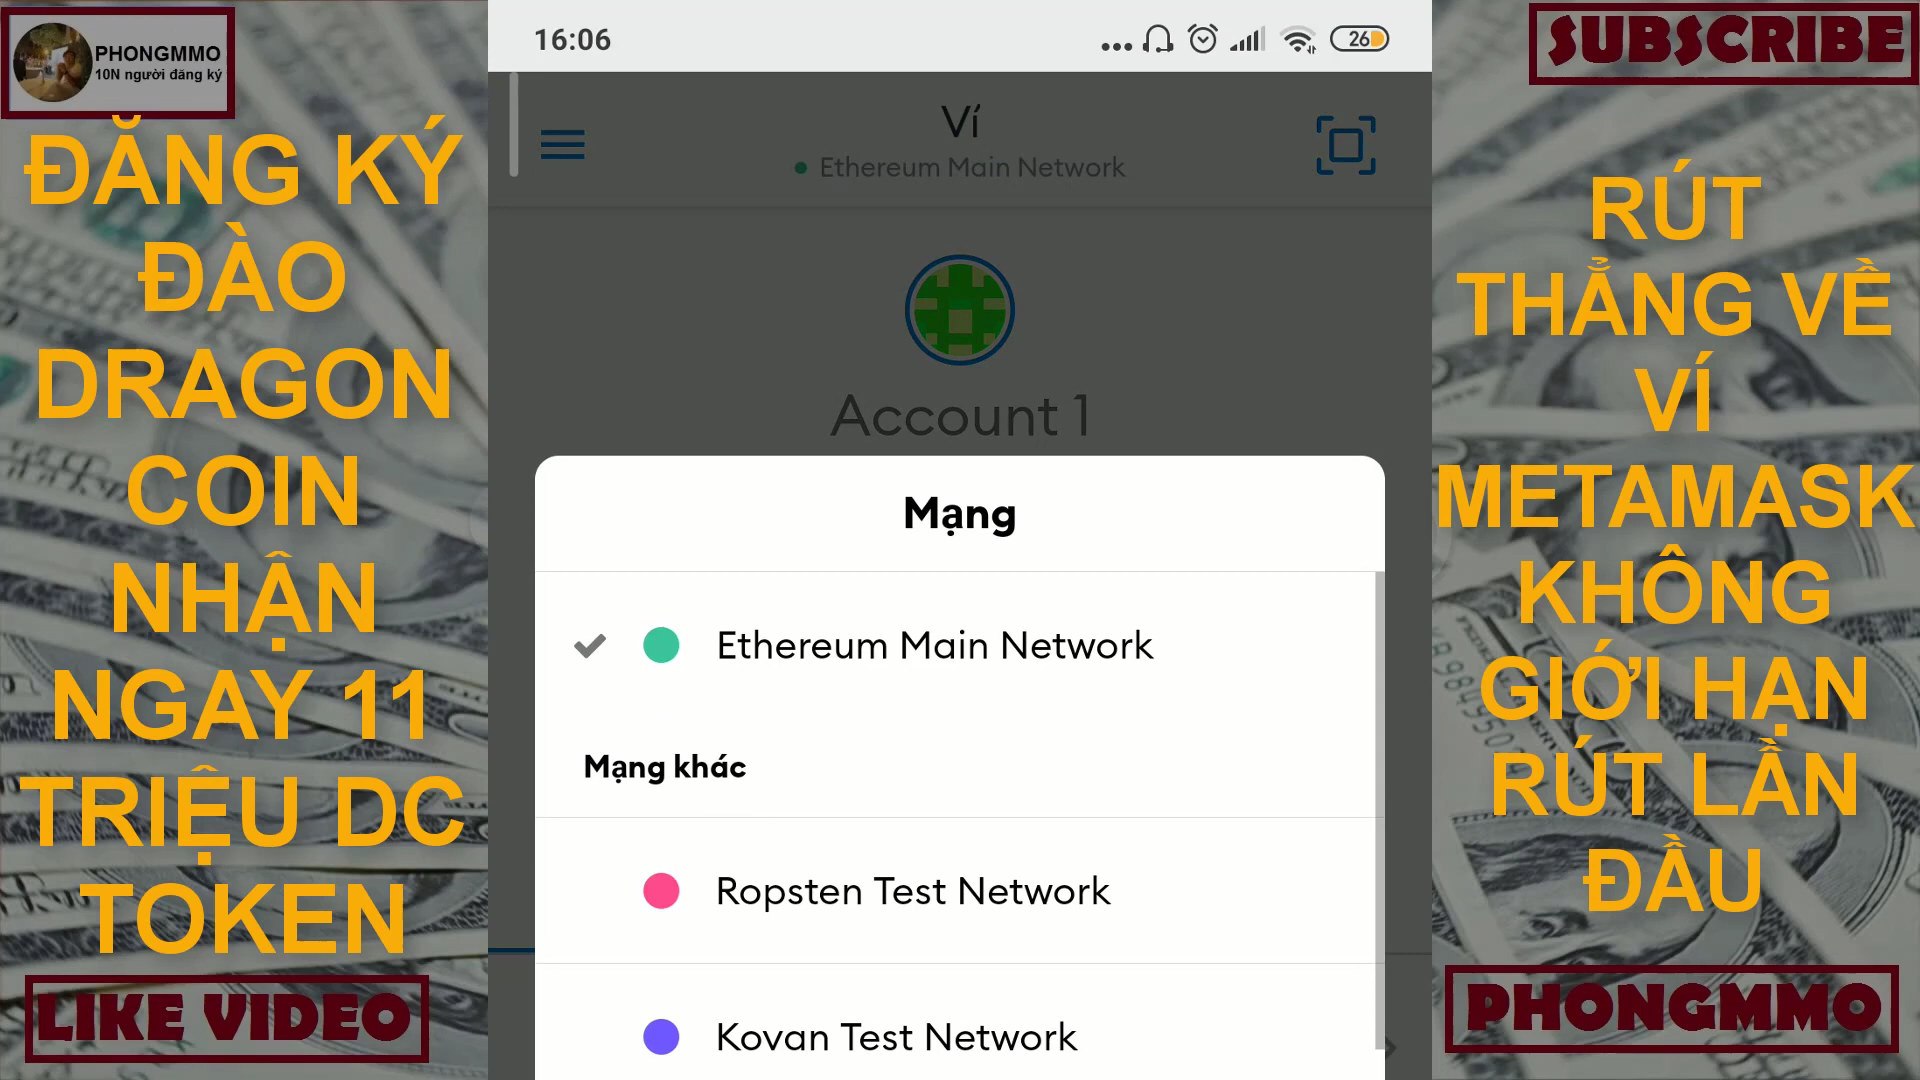 PHONGMMO
10N người đăng ký
ĐĂNG KÝ
ĐÀO
DRAGON
COIN
NHẬN
NGAY 11
TRIỆU DC
TOKEN
LIKE VIDEO
16:06
26
Ví
Ethereum Main Network
Account 1
Mạng
Ethereum Main Network
Mạng khác
Ropsten Test Network
Kovan Test Network
SUBSCRIBE
RÚT
THẲNG VỀ
VÍ
METAMASK
KHÔNG
GIỚI HẠN
RÚT LẦN
ĐẦU
PHONGMMO